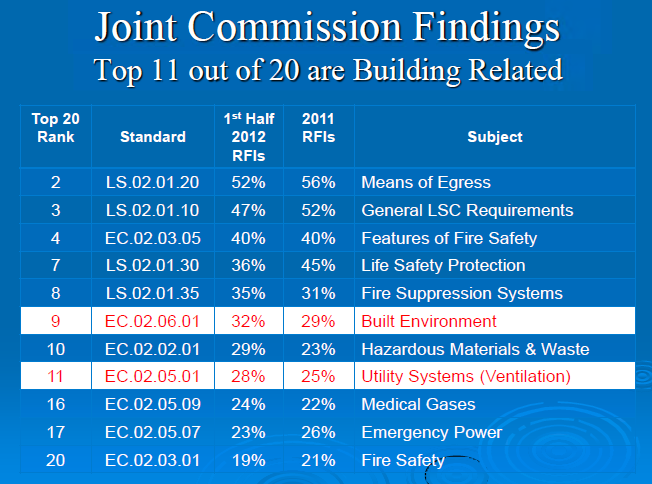 Joint Commission Findings
Top 11 out of 20 are Building Related
Top 20 Rank Standard 1st Half 2012 RFIs 2011 RFIs Subject
2 LS.02.01.20 52% 56% Means of Egress
3 LS.02.01.10 47% 52% General LSC Requirements
4 EC.02.03.05 40% 40% Features of Fire Safety
7 LS.02.01.30 36% 45% Life Safety Protection
8 LS.02.01.35 35% 31% Fire Suppression Systems
9 EC.02.06.01 32% 29% Built Environment
10 EC.02.02.01 29% 23% Hazardous Materials & Waste
11 EC.02.05.01 28% 25% Utility Systems (Ventilation)
16 EC.02.05.09 24% 22% Medical Gases
17 EC.02.05.07 23% 26% Emergency Power
20 EC.02.03.01 19% 21% Fire Safety